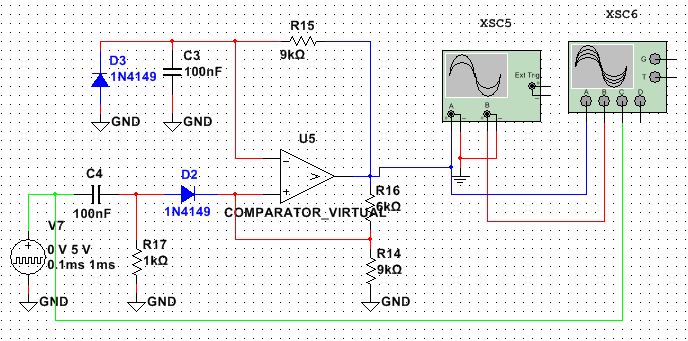 XSC5
XSC6
R15
9kΩ
D3
1N4149
C3
100nF
Ext Trig
+
−
A
B
+
−
+
−
G
T
A
B
C
D
GND
GND
U5
−
+
COMPARATOR_VIRTUAL
C4
100nF
D2
1N4149
R16
6kΩ
V7
+
0 V 5 V
0.1ms 1ms
R17
1kΩ
R14
9kΩ
GND
GND
GND